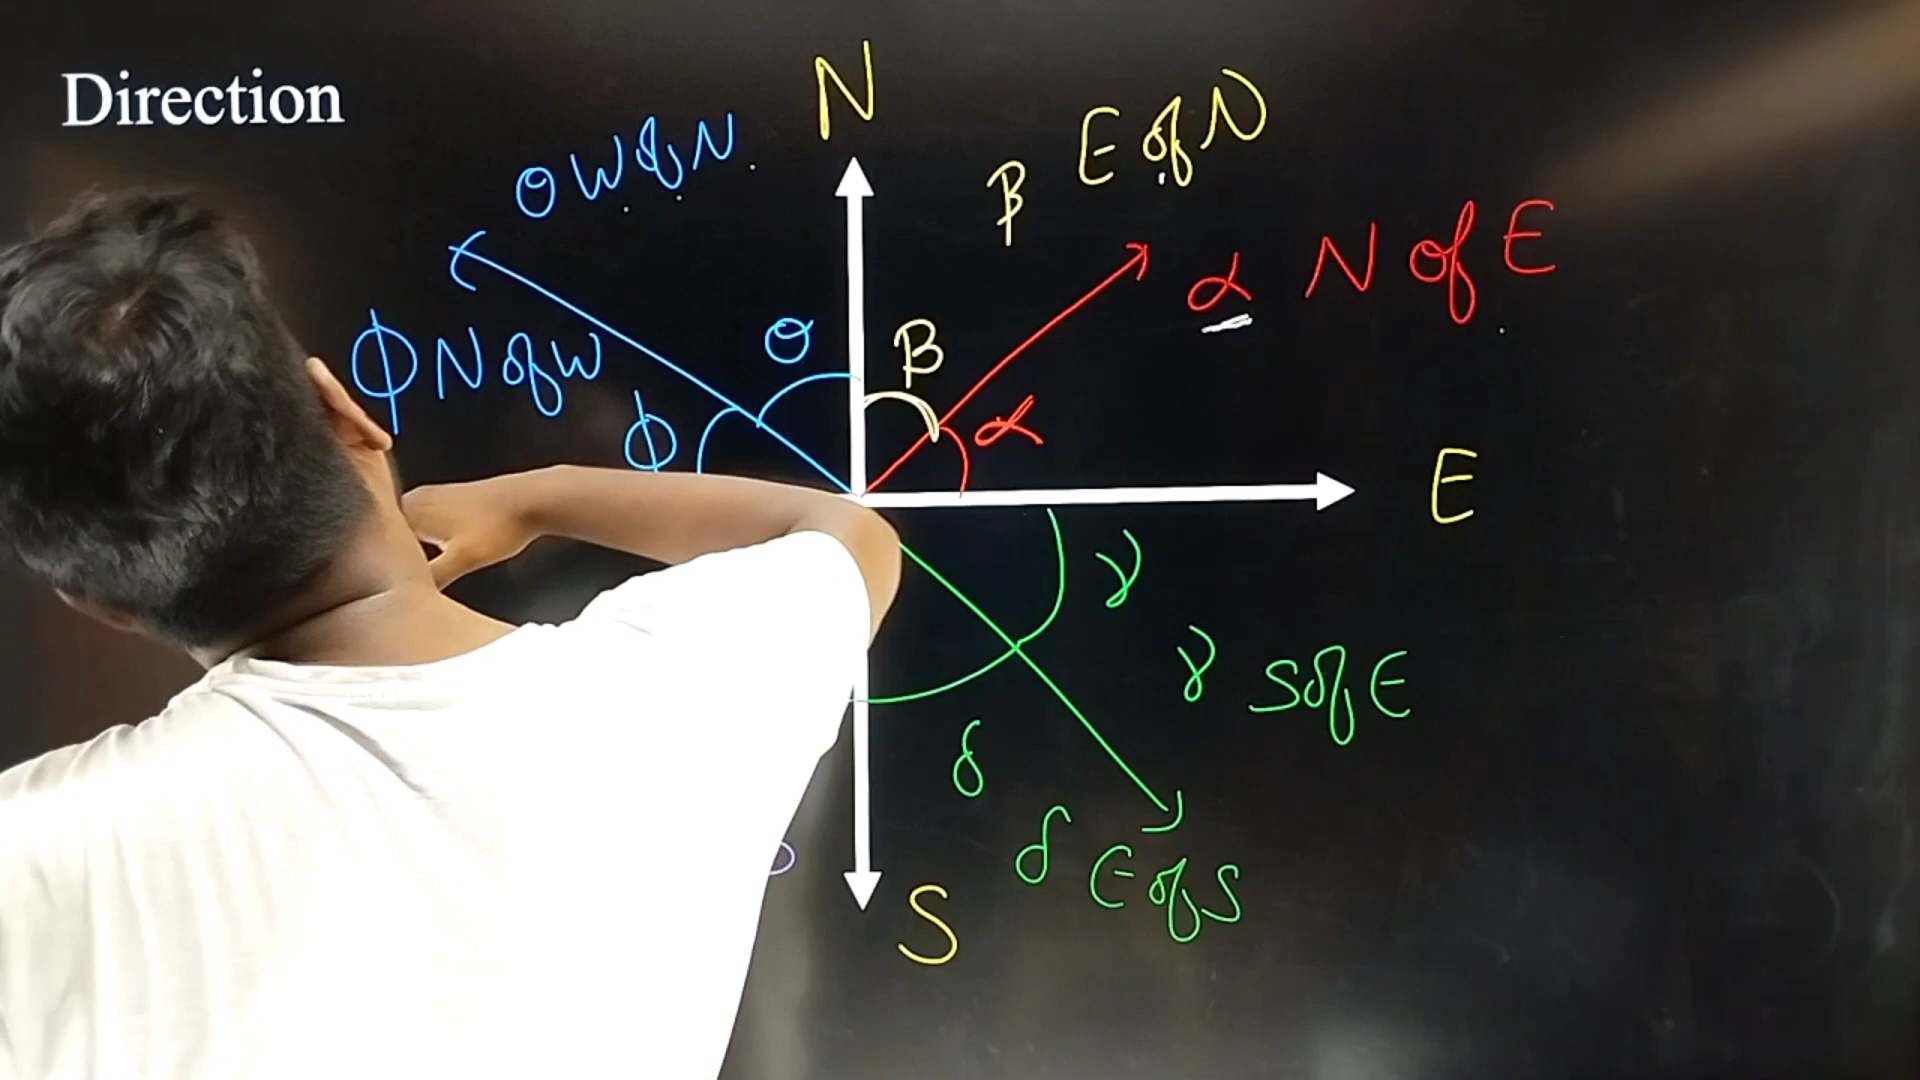 Direction
N
θ W of N.
β E of N
α N of E
ϕ N of W
θ
β
ϕ
α
E
γ
γ S of E
δ
δ E of S
S